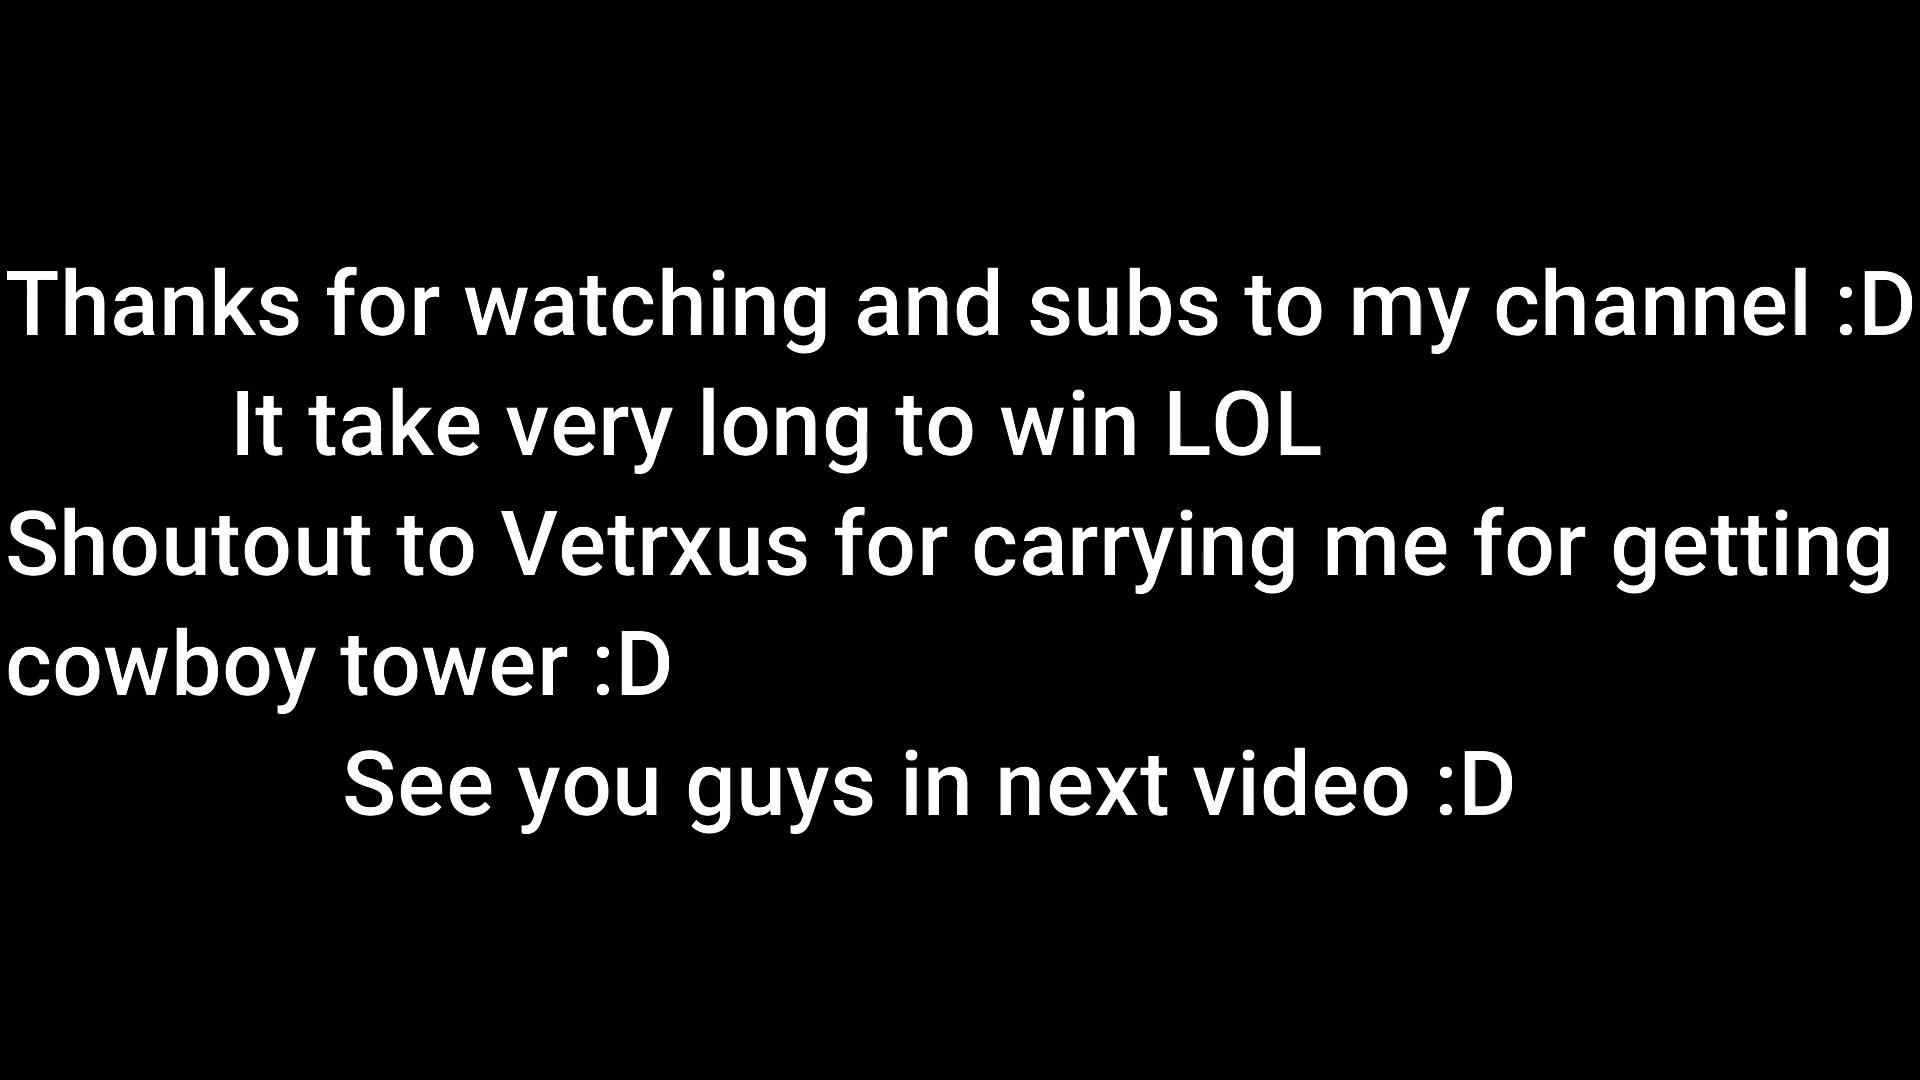 Thanks for watching and subs to my channel :D
It take very long to win LOL
Shoutout to Vetrxus for carrying me for getting
cowboy tower :D
See you guys in next video :D